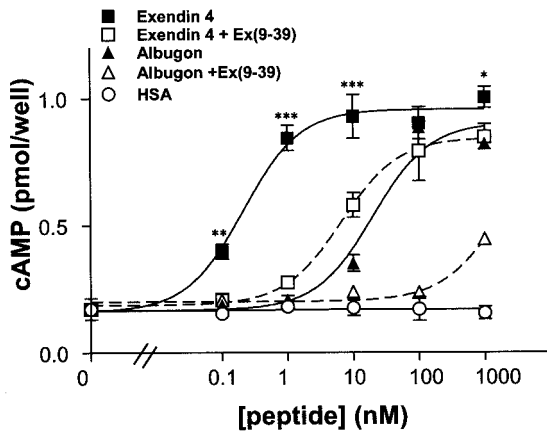 Exendin 4
Exendin 4 + Ex(9-39)
Albugon
Albugon +Ex(9-39)
HSA
cAMP (pmol/well)
1.0
0.5
0.0
**
***
***
*
0
0.1
1
10
100
1000
[peptide] (nM)